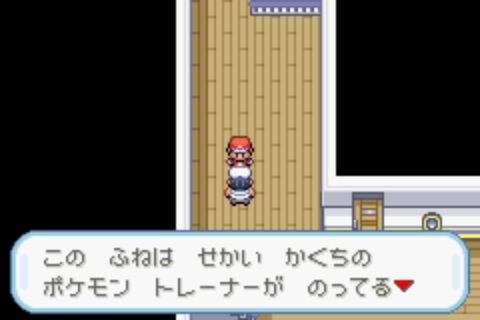 この　ふねは　せかい　かくちの
ポケモン　トレーナーが　のってる